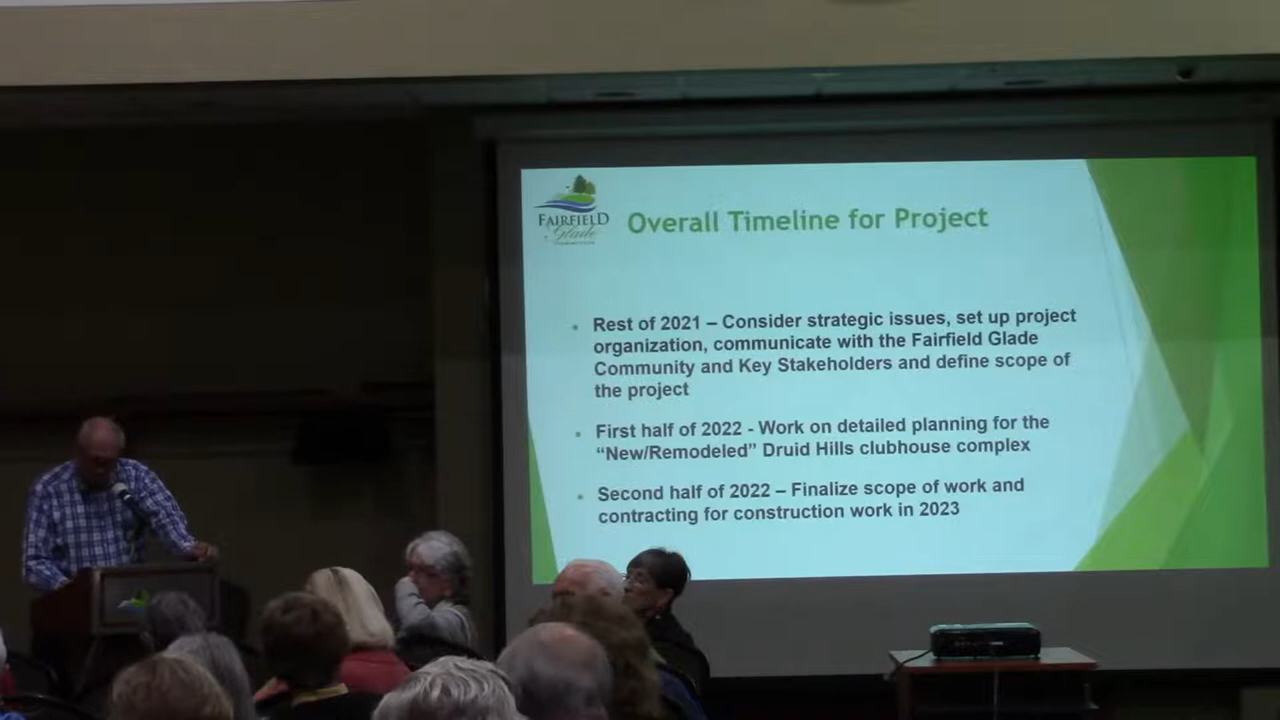 FAIRFIELD
Glade
Overall Timeline for Project
Rest of 2021 – Consider strategic issues, set up project
organization, communicate with the Fairfield Glade
Community and Key Stakeholders and define scope of
the project
First half of 2022 - Work on detailed planning for the
“New/Remodeled” Druid Hills clubhouse complex
Second half of 2022 – Finalize scope of work and
contracting for construction work in 2023